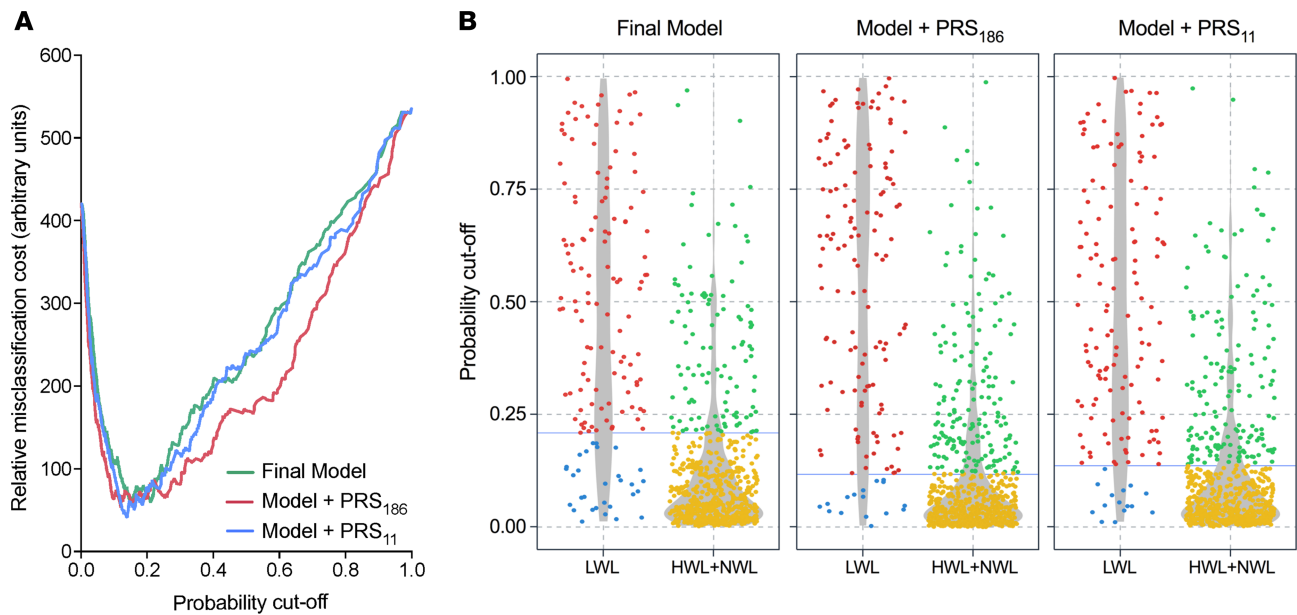 A
600
500
400
300
200
100
0
Relative misclassification cost (arbitrary units)
0.0 0.2 0.4 0.6 0.8 1.0
Probability cut-off
Final Model
Model + PRS186
Model + PRS11
B
Final Model Model + PRS186 Model + PRS11
1.00
0.75
0.50
0.25
0.00
Probability cut-off
LWL HWL+NWL LWL HWL+NWL LWL HWL+NWL